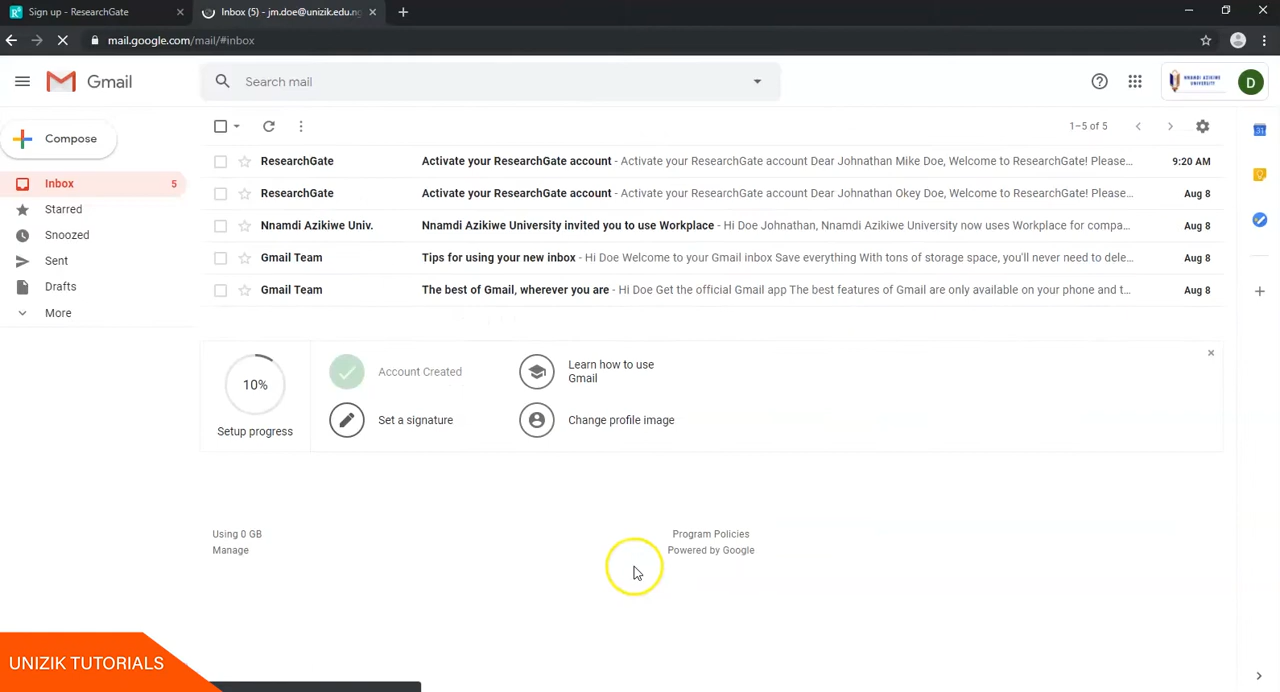 Sign up - ResearchGate
Inbox (5) - jm.doe@unizik.edu.ng
mail.google.com/mail/#inbox
Gmail
Search mail
NNAMDI AZIKIWE
UNIVERSITY
D
Compose
1–5 of 5
31
Inbox 5
Starred
Snoozed
Sent
Drafts
More
ResearchGate Activate your ResearchGate account - Activate your ResearchGate account Dear Johnathan Mike Doe, Welcome to ResearchGate! Please… 9:20 AM
ResearchGate Activate your ResearchGate account - Activate your ResearchGate account Dear Johnathan Okey Doe, Welcome to ResearchGate! Please… Aug 8
Nnamdi Azikiwe Univ. Nnamdi Azikiwe University invited you to use Workplace - Hi Doe Johnathan, Nnamdi Azikiwe University now uses Workplace for compa… Aug 8
Gmail Team Tips for using your new inbox - Hi Doe Welcome to your Gmail inbox Save everything With tons of storage space, you'll never need to dele… Aug 8
Gmail Team The best of Gmail, wherever you are - Hi Doe Get the official Gmail app The best features of Gmail are only available on your phone and t… Aug 8
10%
Setup progress
Account Created
Learn how to use
Gmail
Set a signature
Change profile image
Using 0 GB
Manage
Program Policies
Powered by Google
UNIZIK TUTORIALS